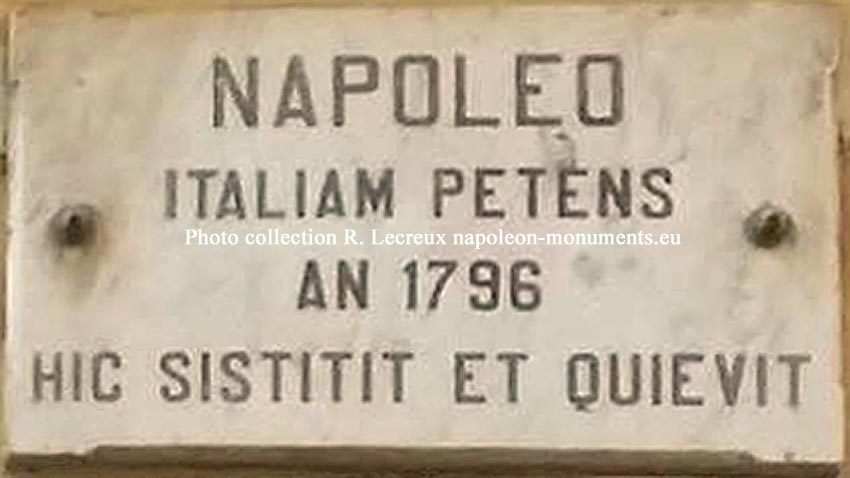 NAPOLEO
ITALIAM PETENS
Photo collection R. Lecreux napoleon-monuments.eu
AN 1796
HIC SISTITIT ET QUIEVIT